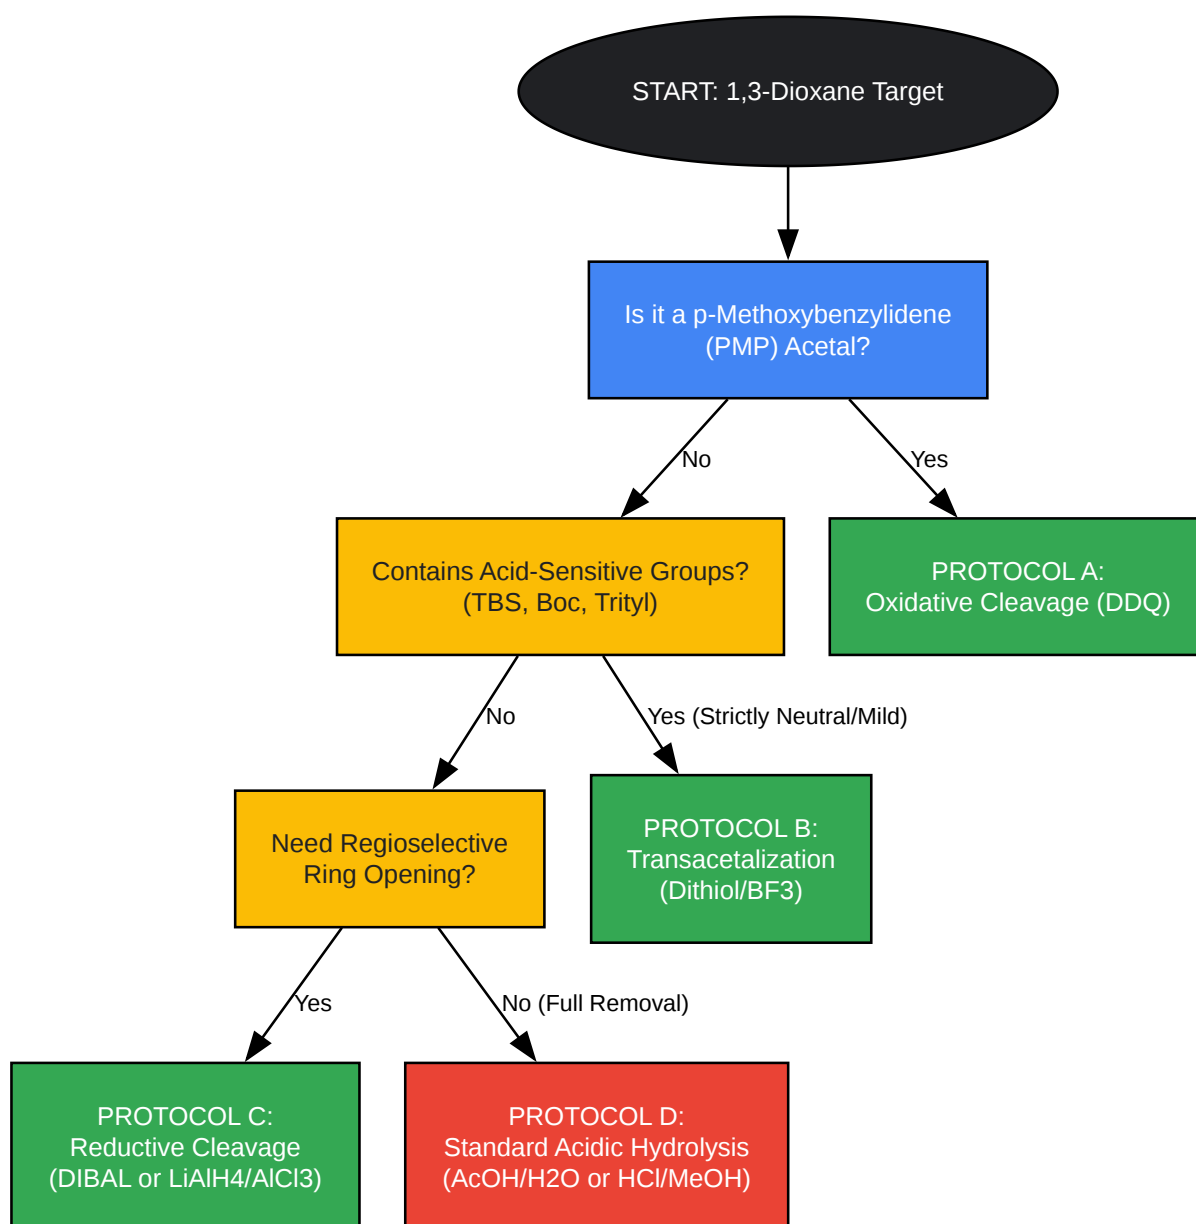 START: 1,3-Dioxane Target
Is it a p-Methoxybenzylidene
(PMP) Acetal?
No
Yes
Contains Acid-Sensitive Groups?
(TBS, Boc, Trityl)
PROTOCOL A:
Oxidative Cleavage (DDQ)
No
Yes (Strictly Neutral/Mild)
Need Regioselective
Ring Opening?
PROTOCOL B:
Transacetalization
(Dithiol/BF3)
Yes
No (Full Removal)
PROTOCOL C:
Reductive Cleavage
(DIBAL or LiAlH4/AlCl3)
PROTOCOL D:
Standard Acidic Hydrolysis
(AcOH/H2O or HCl/MeOH)